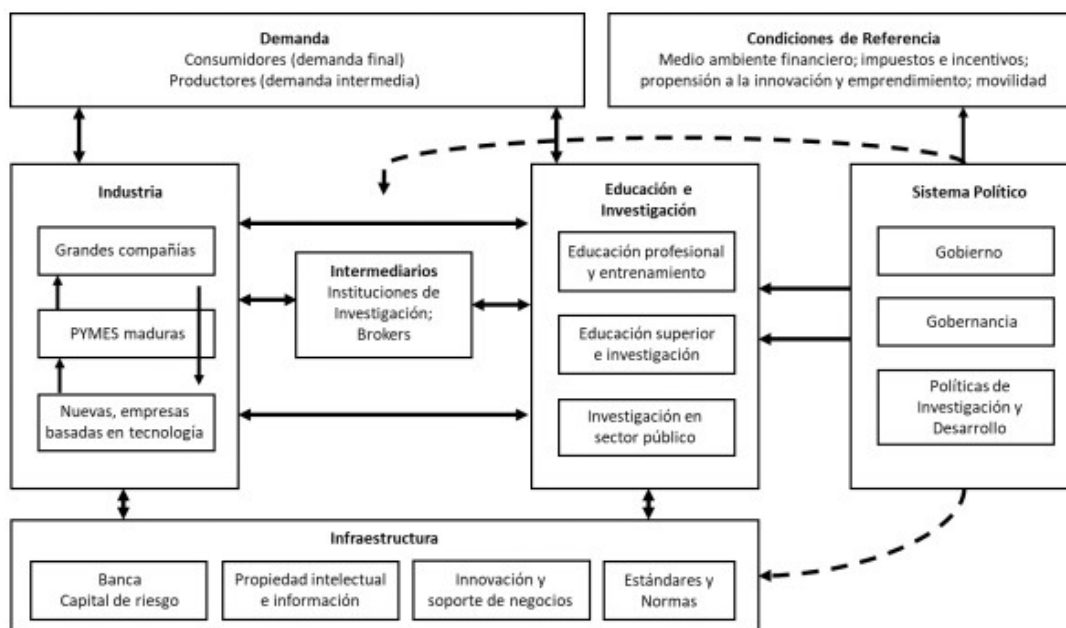 Demanda
Consumidores (demanda final)
Productores (demanda intermedia)
Condiciones de Referencia
Medio ambiente financiero; impuestos e incentivos;
propensión a la innovación y emprendimiento; movilidad
Industria
Grandes compañías
PYMES maduras
Nuevas, empresas
basadas en tecnología
Intermediarios
Instituciones de
Investigación;
Brokers
Educación e
Investigación
Educación profesional
y entrenamiento
Educación superior
e investigación
Investigación en
sector público
Sistema Político
Gobierno
Gobernancia
Políticas de
Investigación y
Desarrollo
Infraestructura
Banca
Capital de riesgo
Propiedad intelectual
e información
Innovación y
soporte de negocios
Estándares y
Normas